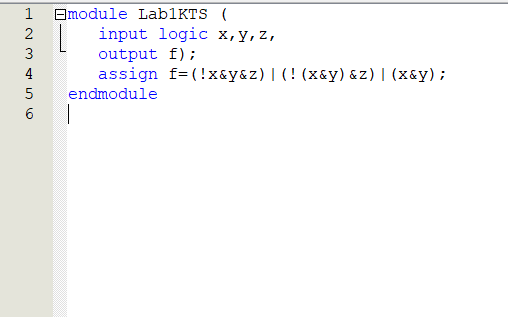 1 module Lab1KTS (
2 input logic x,y,z,
3 output f);
4 assign f=(!x&y&z)|(!(x&y)&z)|(x&y);
5 endmodule
6